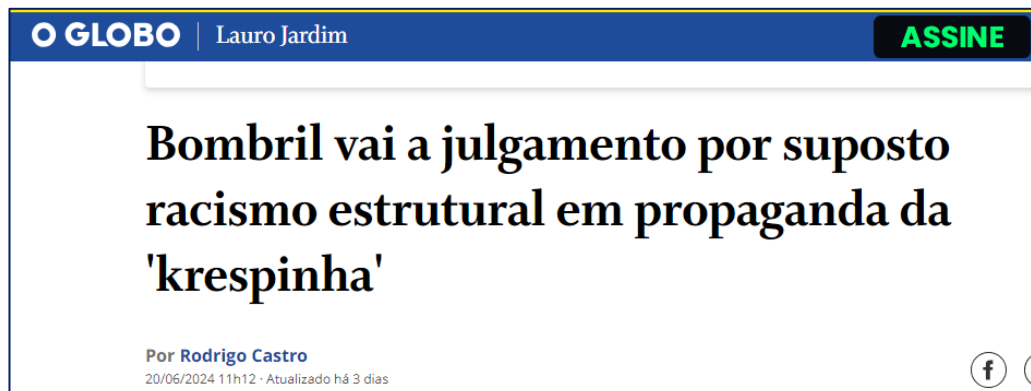 O GLOBO | Lauro Jardim ASSINE
Bombril vai a julgamento por suposto
racismo estrutural em propaganda da
'krespinha'
Por Rodrigo Castro
20/06/2024 11h12 · Atualizado há 3 dias